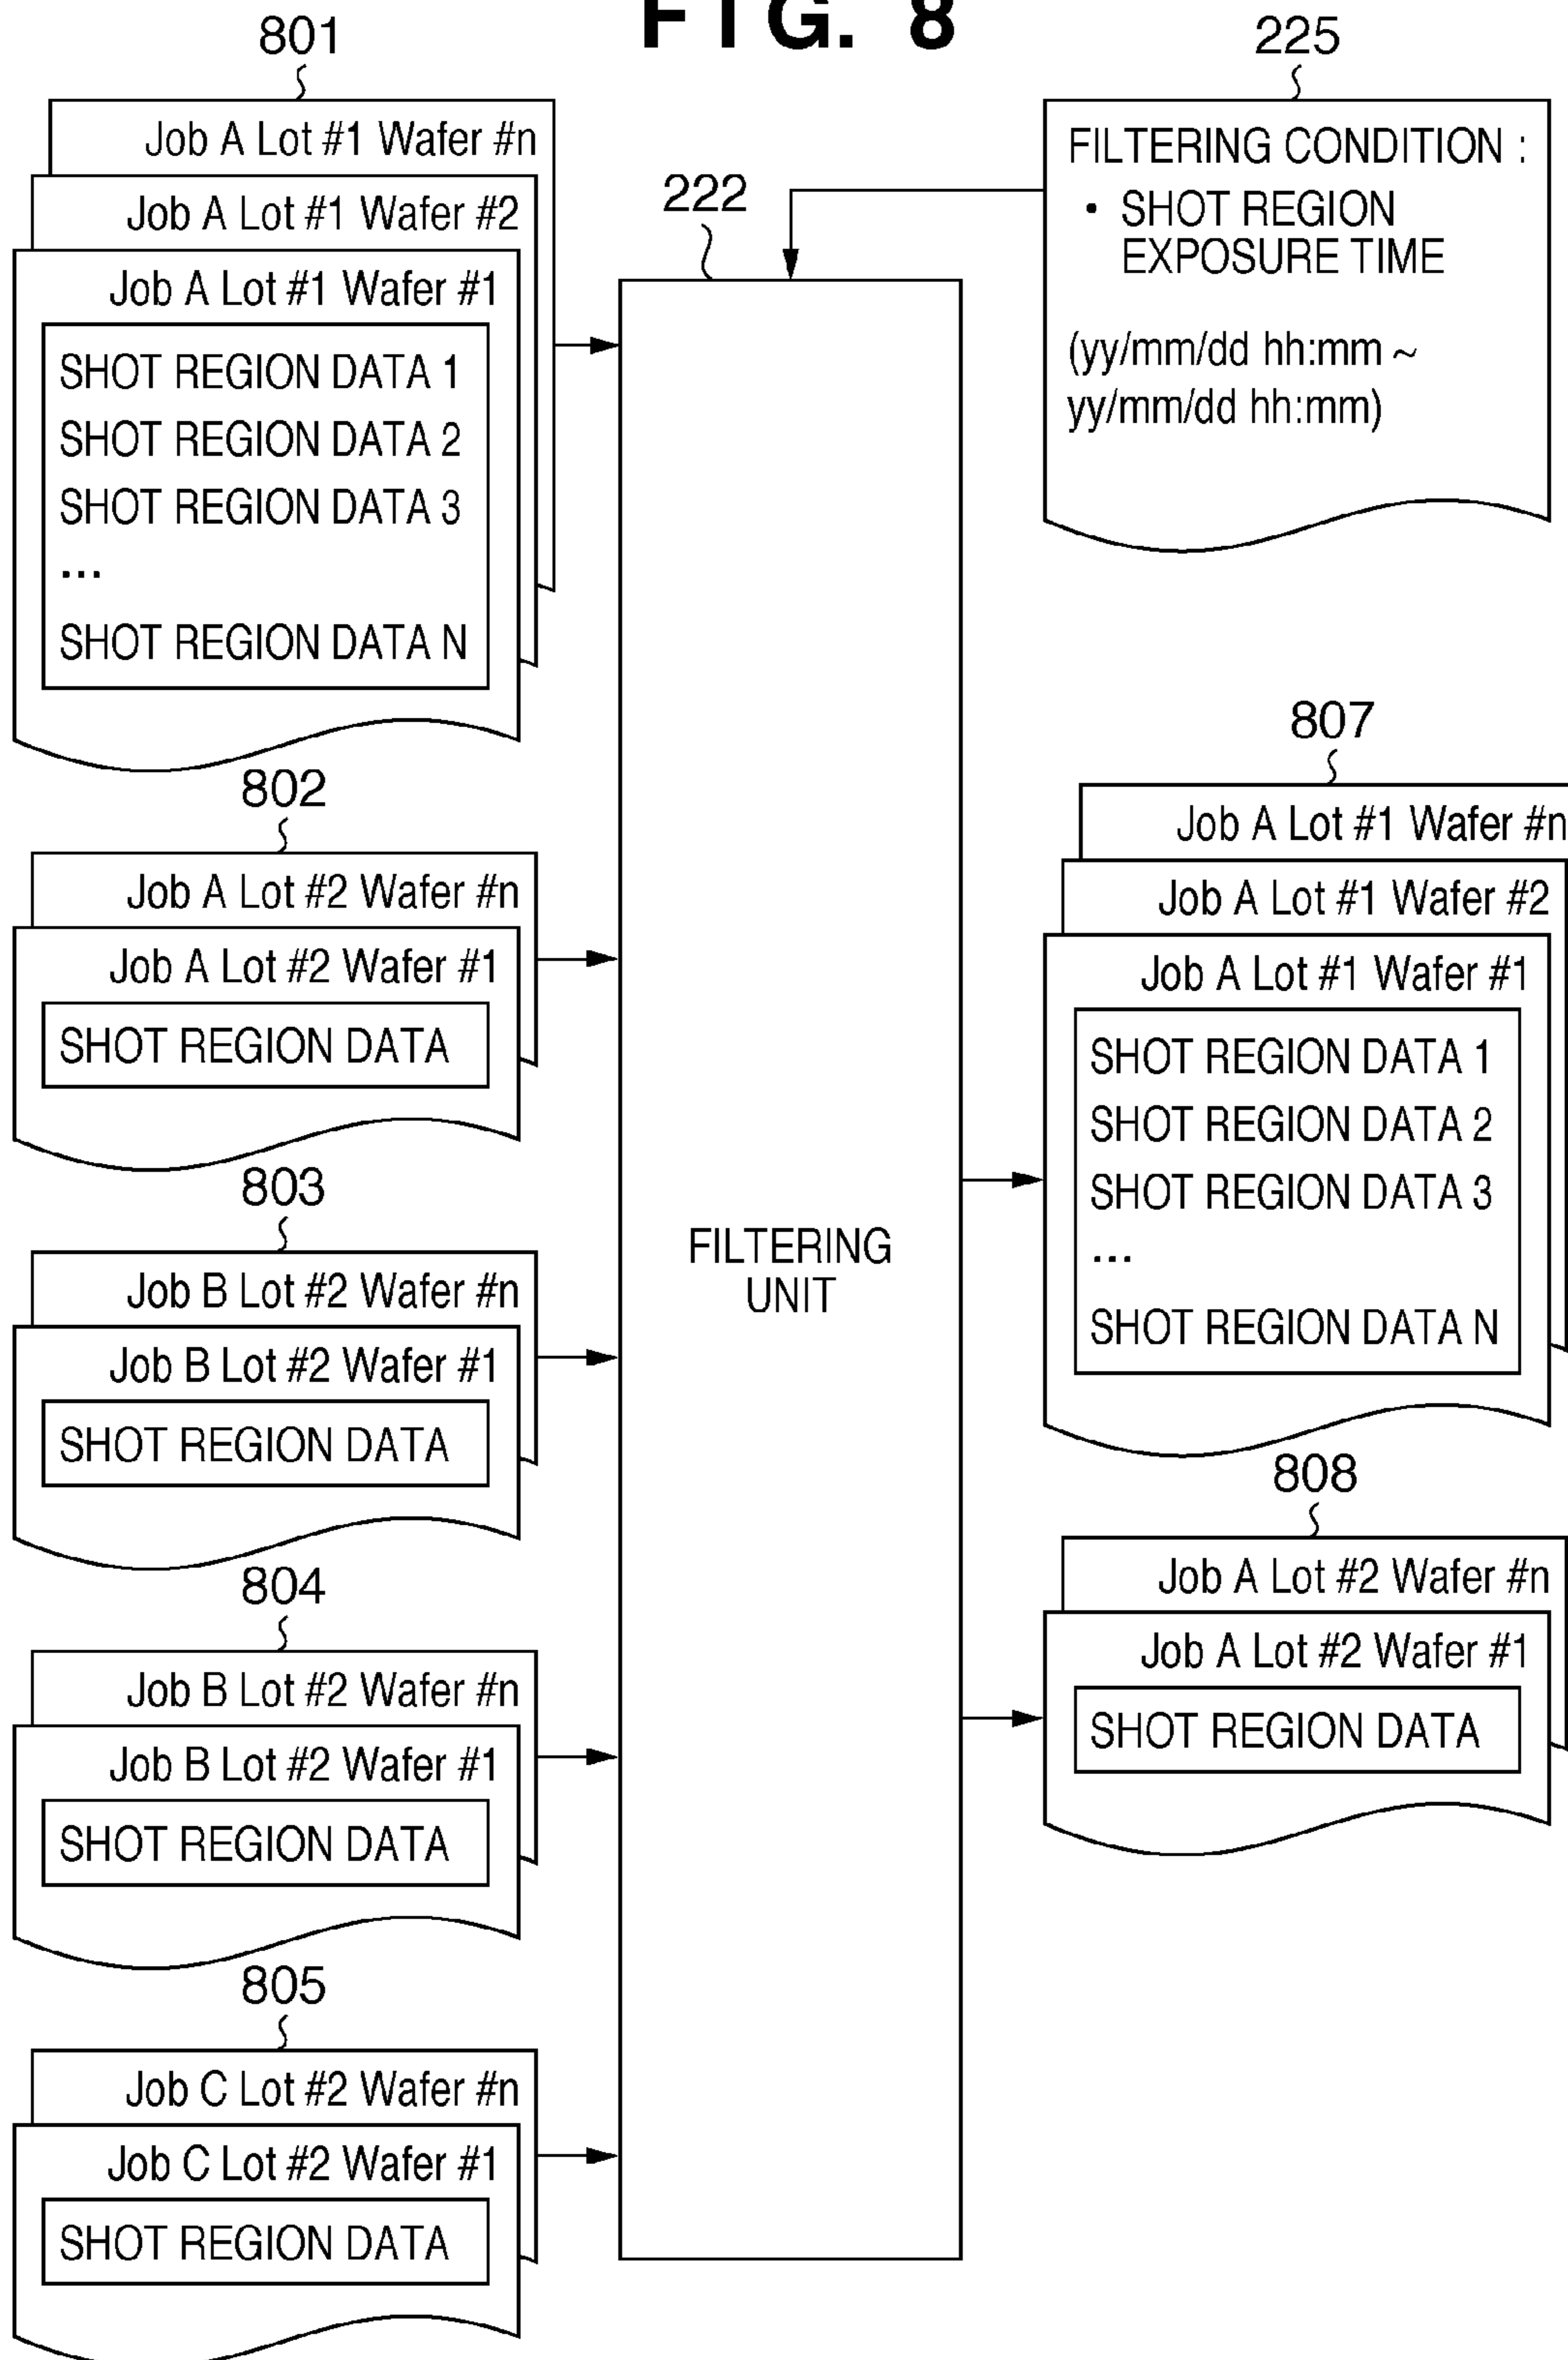 FIG. 8
801
Job A Lot #1 Wafer #n
Job A Lot #1 Wafer #2
Job A Lot #1 Wafer #1
SHOT REGION DATA 1
SHOT REGION DATA 2
SHOT REGION DATA 3
...
SHOT REGION DATA N
802
Job A Lot #2 Wafer #n
Job A Lot #2 Wafer #1
SHOT REGION DATA
803
Job B Lot #2 Wafer #n
Job B Lot #2 Wafer #1
SHOT REGION DATA
804
Job B Lot #2 Wafer #n
Job B Lot #2 Wafer #1
SHOT REGION DATA
805
Job C Lot #2 Wafer #n
Job C Lot #2 Wafer #1
SHOT REGION DATA
222
FILTERING
UNIT
225
FILTERING CONDITION :
• SHOT REGION
EXPOSURE TIME
(yy/mm/dd hh:mm ~
yy/mm/dd hh:mm)
807
Job A Lot #1 Wafer #n
Job A Lot #1 Wafer #2
Job A Lot #1 Wafer #1
SHOT REGION DATA 1
SHOT REGION DATA 2
SHOT REGION DATA 3
...
SHOT REGION DATA N
808
Job A Lot #2 Wafer #n
Job A Lot #2 Wafer #1
SHOT REGION DATA